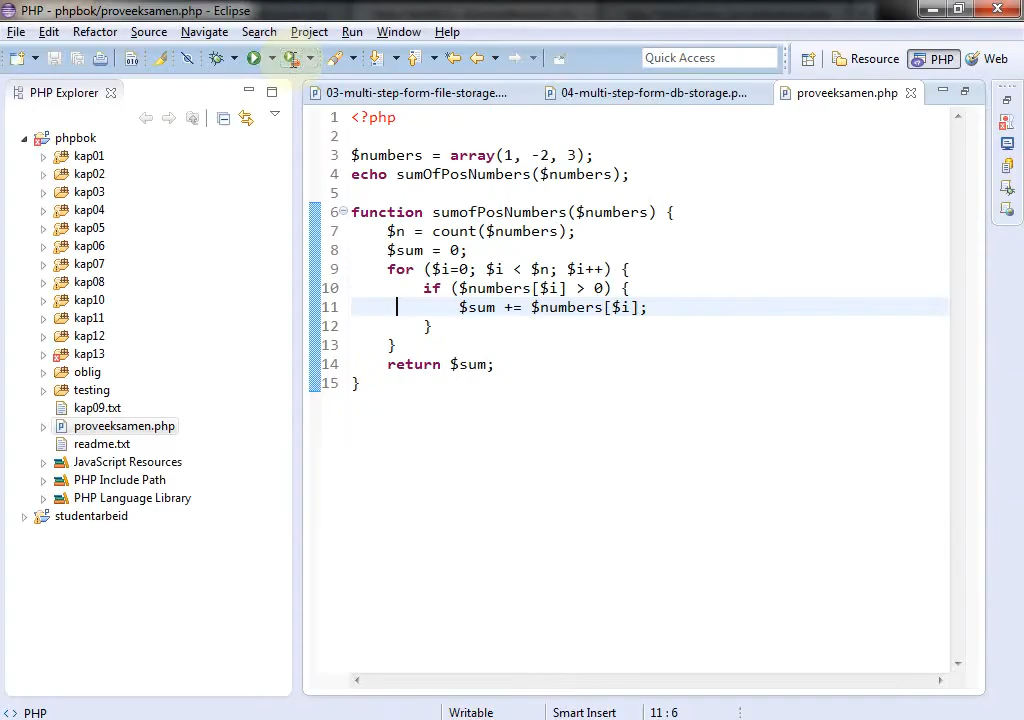 PHP - phpbok/proveeksamen.php - Eclipse
File Edit Refactor Source Navigate Search Project Run Window Help
Quick Access
Resource
PHP
Web
PHP Explorer
03-multi-step-form-file-storage....
04-multi-step-form-db-storage.p...
proveeksamen.php
phpbok
kap01
kap02
kap03
kap04
kap05
kap06
kap07
kap08
kap09
kap10
kap11
kap12
kap13
oblig
testing
kap09.txt
proveeksamen.php
readme.txt
JavaScript Resources
PHP Include Path
PHP Language Library
studentarbeid
1 <?php
2
3 $numbers = array(1, -2, 3);
4 echo sumOfPosNumbers($numbers);
5
6 function sumofPosNumbers($numbers) {
7 $n = count($numbers);
8 $sum = 0;
9 for ($i=0; $i < $n; $i++) {
10 if ($numbers[$i] > 0) {
11 $sum += $numbers[$i];
12 }
13 }
14 return $sum;
15 }
PHP
Writable
Smart Insert
11 : 6